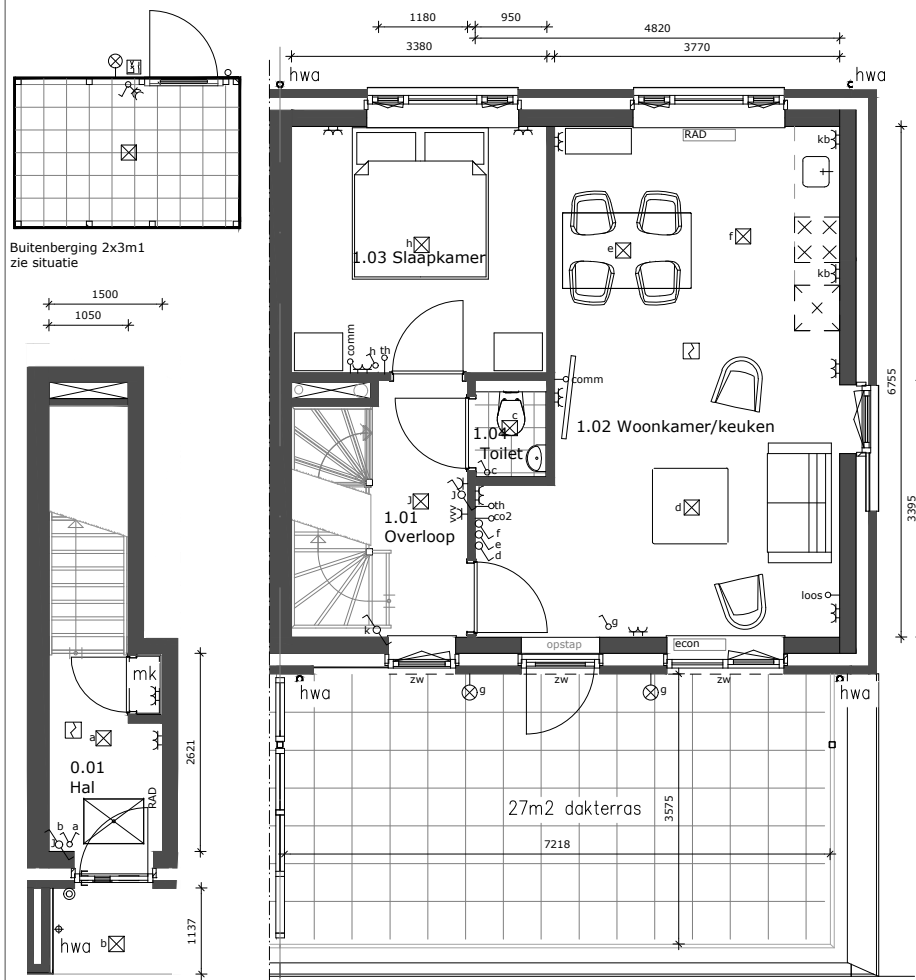 1180
950
4820
3380
3770
hwa
hwa
RAD
kb
Buitenberging 2x3m1
zie situatie
h
1.03 Slaapkamer
e
f
kb
1500
1050
comm
h
th
comm
6755
c
1.04
Toilet
c
1.02 Woonkamer/keuken
J
J
1.01
Overloop
th
co2
f
e
d
d
3395
loos
k
g
opstap
econ
zw
zw
zw
hwa
g
g
hwa
mk
a
0.01
Hal
2621
RAD
b
a
J
27m2 dakterras
3575
7218
hwa
b
1137